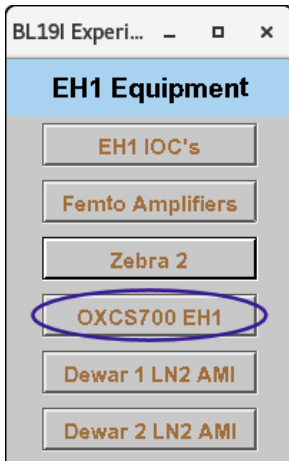 BL19I Experi...
EH1 Equipment
EH1 IOC's
Femto Amplifiers
Zebra 2
OXCS700 EH1
Dewar 1 LN2 AMI
Dewar 2 LN2 AMI